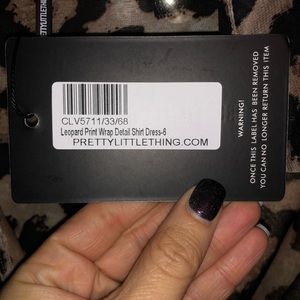 CLV5711/33/68
Leopard Print Wrap Detail Shirt Dress-6
PRETTYLITTLETHING.COM
WARNING!
ONCE THIS LABEL HAS BEEN REMOVED
YOU CAN NO LONGER RETURN THIS ITEM
PRETTYLITTLETHING